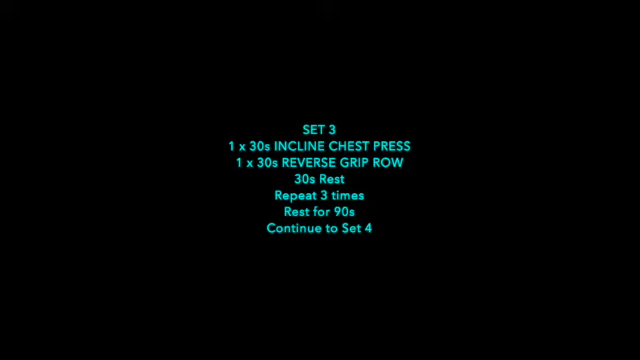 SET 3
1 x 30s INCLINE CHEST PRESS
1 x 30s REVERSE GRIP ROW
30s Rest
Repeat 3 times
Rest for 90s
Continue to Set 4